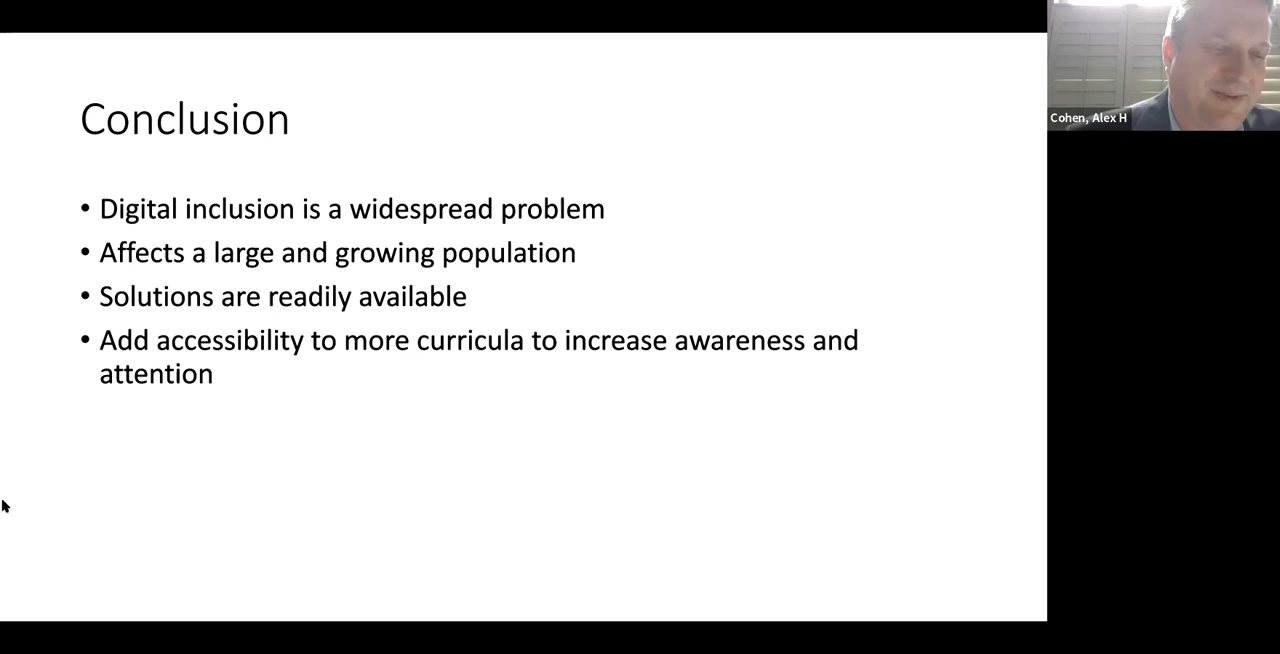 Conclusion
• Digital inclusion is a widespread problem
• Affects a large and growing population
• Solutions are readily available
• Add accessibility to more curricula to increase awareness and
attention
Cohen, Alex H